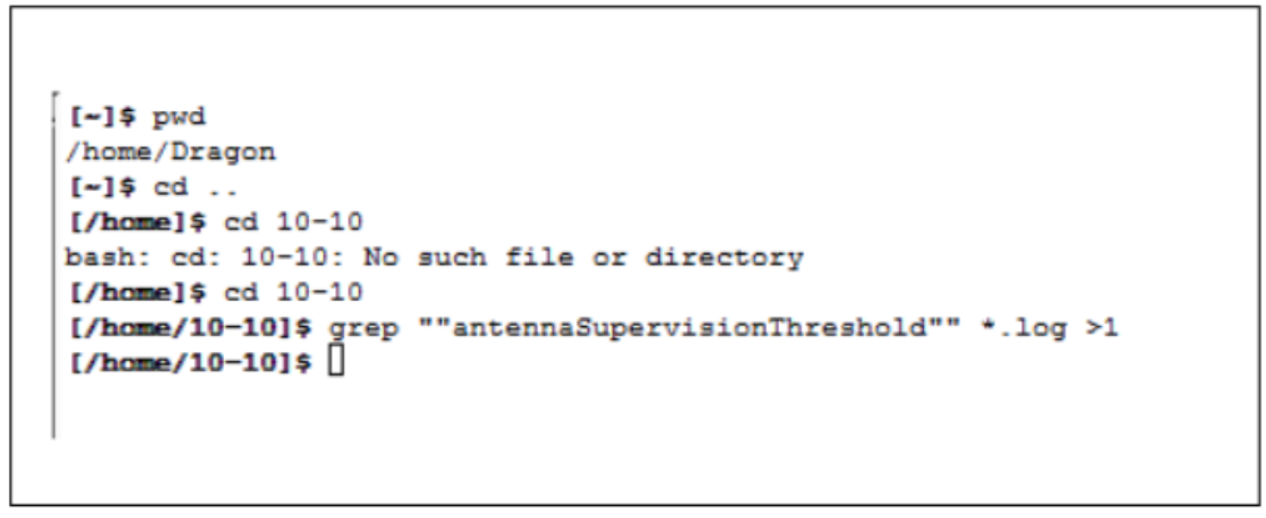 [~]$ pwd
/home/Dragon
[~]$ cd ..
[/home]$ cd 10-10
bash: cd: 10-10: No such file or directory
[/home]$ cd 10-10
[/home/10-10]$ grep ""antennaSupervisionThreshold"" *.log >1
[/home/10-10]$